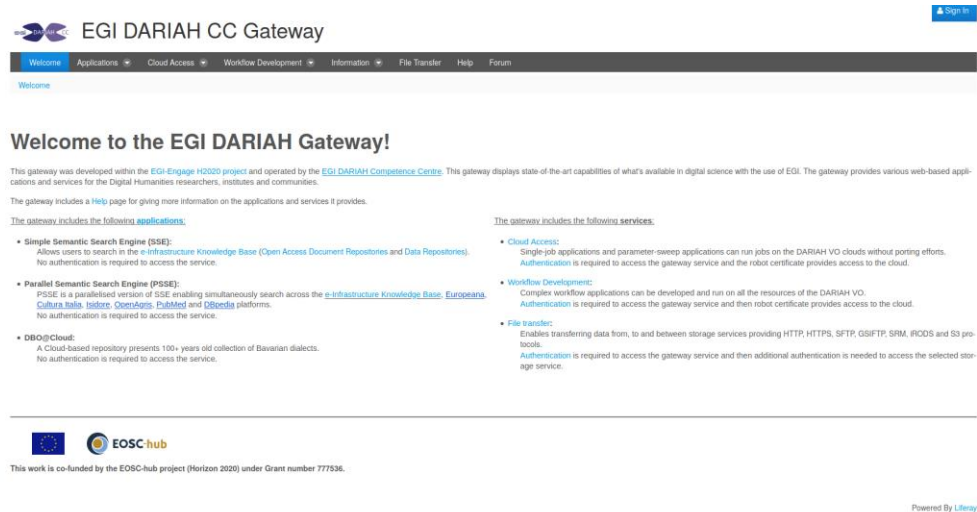 Sign In
EGI DARIAH CC Gateway
Welcome Applications Cloud Access Workflow Development Information File Transfer Help Forum
Welcome
Welcome to the EGI DARIAH Gateway!
This gateway was developed within the EGI-Engage H2020 project and operated by the EGI DARIAH Competence Centre. This gateway displays state-of-the-art capabilities of what's available in digital science with the use of EGI. The gateway provides various web-based appli-
cations and services for the Digital Humanities researchers, institutes and communities.
The gateway includes a Help page for giving more information on the applications and services it provides.
The gateway includes the following applications:
• Simple Semantic Search Engine (SSE):
Allows users to search in the e-Infrastructure Knowledge Base (Open Access Document Repositories and Data Repositories).
No authentication is required to access the service.
• Parallel Semantic Search Engine (PSSE):
PSSE is a parallelised version of SSE enabling simultaneously search across the e-Infrastructure Knowledge Base, Europeana,
Cultura Italia, Isidore, OpenAgris, PubMed and DBpedia platforms.
No authentication is required to access the service.
• DBO@Cloud:
A Cloud-based repository presents 100+ years old collection of Bavarian dialects.
No authentication is required to access the service.
The gateway includes the following services:
• Cloud Access:
Single-job applications and parameter-sweep applications can run jobs on the DARIAH VO clouds without porting efforts.
Authentication is required to access the gateway service and the robot certificate provides access to the cloud.
• Workflow Development:
Complex workflow applications can be developed and run on all the resources of the DARIAH VO.
Authentication is required to access the gateway service and then robot certificate provides access to the cloud.
• File transfer:
Enables transferring data from, to and between storage services providing HTTP, HTTPS, SFTP, GSIFTP, SRM, iRODS and S3 pro-
tocols.
Authentication is required to access the gateway service and then additional authentication is needed to access the selected stor-
age service.
EOSC-hub
This work is co-funded by the EOSC-hub project (Horizon 2020) under Grant number 777536.
Powered By Liferay